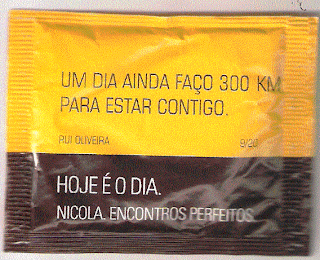 UM DIA AINDA FAÇO 300 KM
PARA ESTAR CONTIGO.
RUI OLIVEIRA 9/20
HOJE É O DIA.
NICOLA. ENCONTROS PERFEITOS.